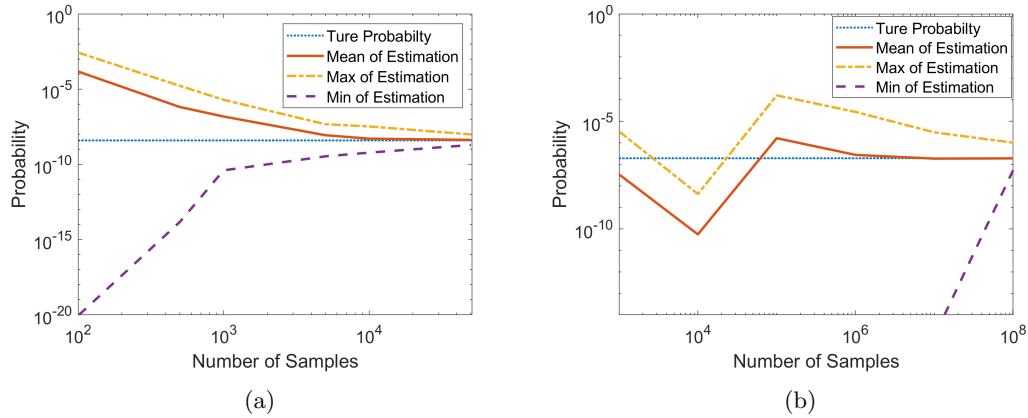 10^0
10^-5
10^-10
10^-15
10^-20
Probability
Ture Probabilty
Mean of Estimation
Max of Estimation
Min of Estimation
10^2
10^3
10^4
Number of Samples
(a)
10^0
10^-5
10^-10
Probability
Ture Probabilty
Mean of Estimation
Max of Estimation
Min of Estimation
10^4
10^6
10^8
Number of Samples
(b)